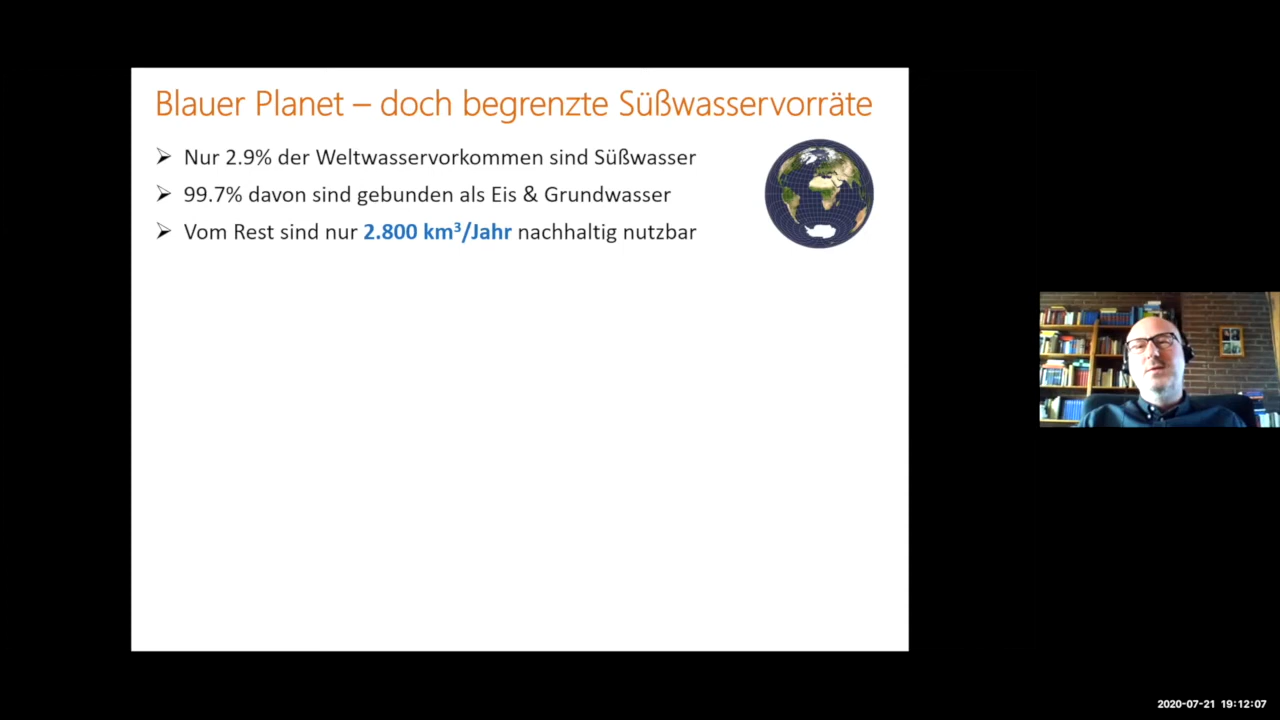 Blauer Planet – doch begrenzte Süßwasservorräte
Nur 2.9% der Weltwasservorkommen sind Süßwasser
99.7% davon sind gebunden als Eis & Grundwasser
Vom Rest sind nur 2.800 km³/Jahr nachhaltig nutzbar
2020-07-21 19:12:07